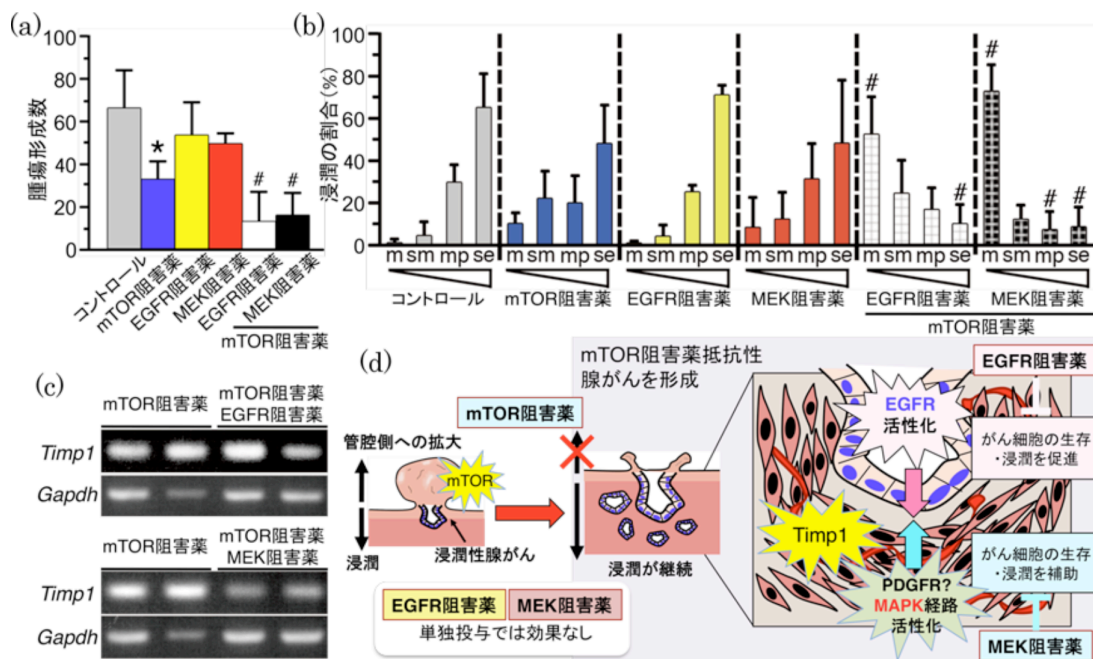 (a)
腫瘍形成数
100
80
60
40
20
0
*
#
#
コントロール
mTOR阻害薬
EGFR阻害薬
MEK阻害薬
EGFR阻害薬
MEK阻害薬
mTOR阻害薬
(b)
浸潤の割合(%)
100
80
60
40
20
0
#
#
#
#
#
m sm mp se
m sm mp se
m sm mp se
m sm mp se
m sm mp se
m sm mp se
コントロール
mTOR阻害薬
EGFR阻害薬
MEK阻害薬
EGFR阻害薬
MEK阻害薬
mTOR阻害薬
(c)
mTOR阻害薬
mTOR阻害薬
EGFR阻害薬
Timp1
Gapdh
mTOR阻害薬
mTOR阻害薬
MEK阻害薬
Timp1
Gapdh
(d)
mTOR阻害薬抵抗性
腺がんを形成
mTOR阻害薬
管腔側への拡大
mTOR
浸潤
浸潤性腺がん
浸潤が継続
EGFR阻害薬
MEK阻害薬
単独投与では効果なし
EGFR阻害薬
EGFR
活性化
がん細胞の生存
・浸潤を促進
Timp1
がん細胞の生存
・浸潤を補助
PDGFR?
MAPK経路
活性化
MEK阻害薬